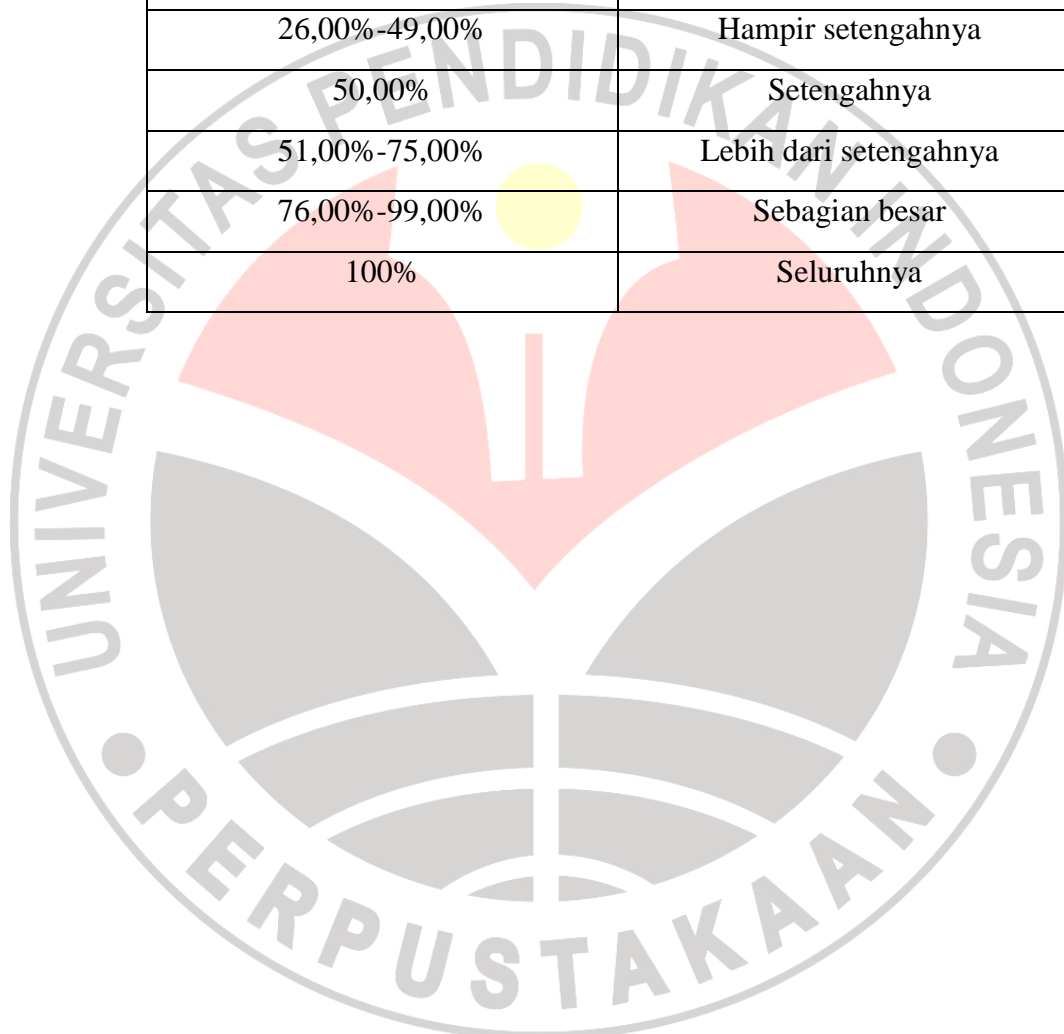 26,00%-49,00% Hampir setengahnya
50,00% Setengahnya
51,00%-75,00% Lebih dari setengahnya
76,00%-99,00% Sebagian besar
100% Seluruhnya
UNIVERSITAS PENDIDIKAN INDONESIA
PERPUSTAKAAN